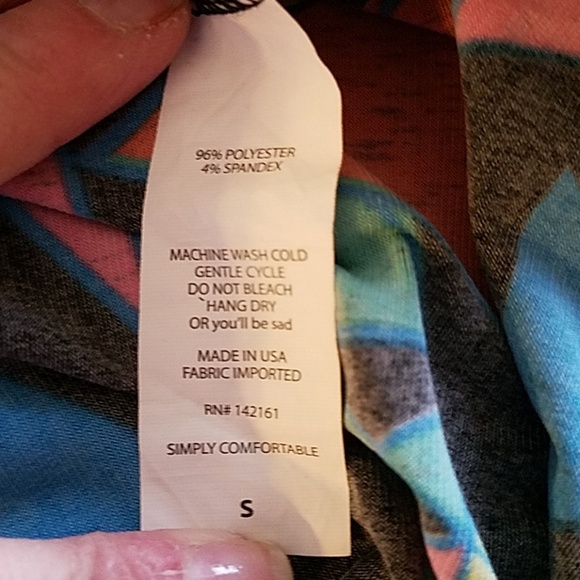 96% POLYESTER
4% SPANDEX
MACHINE WASH COLD
GENTLE CYCLE
DO NOT BLEACH
`HANG DRY
OR you'll be sad
MADE IN USA
FABRIC IMPORTED
RN# 142161
SIMPLY COMFORTABLE
S